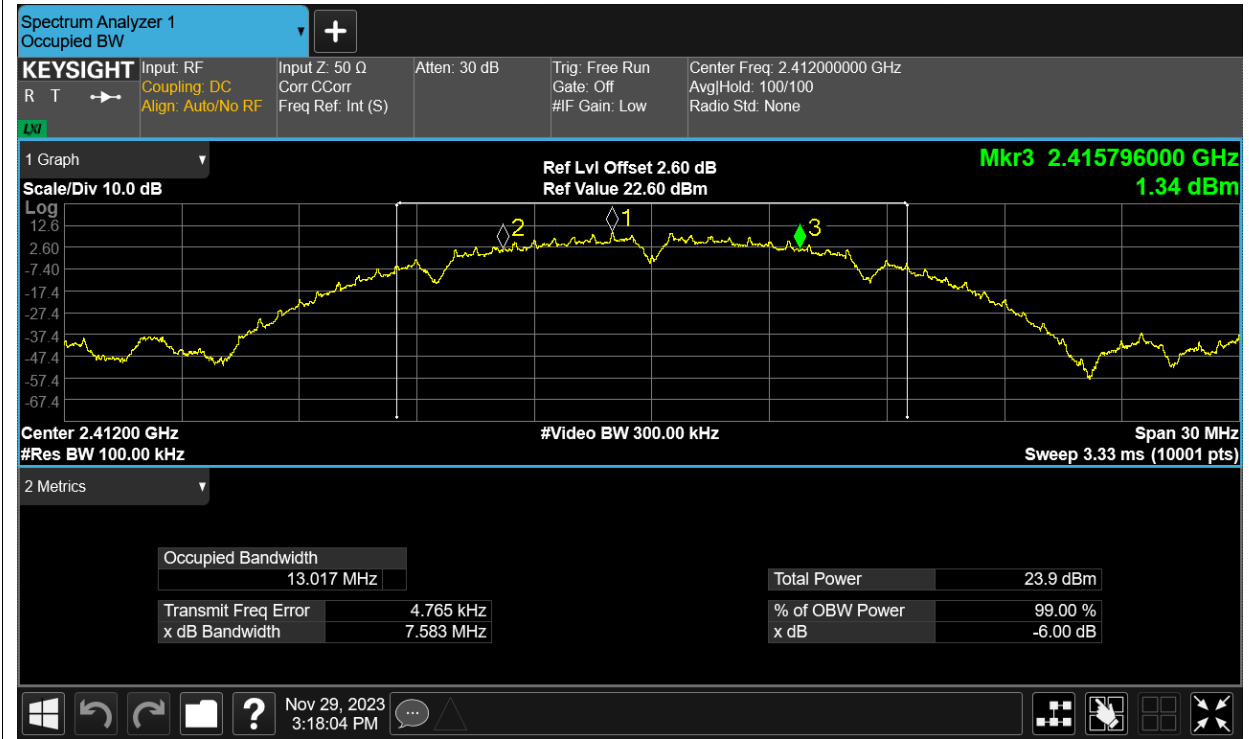 Spectrum Analyzer 1
Occupied BW
KEYSIGHT
R T
LXI
Input: RF
Coupling: DC
Align: Auto/No RF
Input Z: 50 Ω
Corr CCorr
Freq Ref: Int (S)
Atten: 30 dB
Trig: Free Run
Gate: Off
#IF Gain: Low
Center Freq: 2.412000000 GHz
Avg|Hold: 100/100
Radio Std: None
1 Graph
Scale/Div 10.0 dB
Ref Lvl Offset 2.60 dB
Ref Value 22.60 dBm
Mkr3 2.415796000 GHz
1.34 dBm
Log
12.6
2.60
-7.40
-17.4
-27.4
-37.4
-47.4
-57.4
-67.4
2
1
3
Center 2.41200 GHz
#Video BW 300.00 kHz
Span 30 MHz
#Res BW 100.00 kHz
Sweep 3.33 ms (10001 pts)
2 Metrics
Occupied Bandwidth
13.017 MHz
Transmit Freq Error 4.765 kHz
x dB Bandwidth 7.583 MHz
Total Power 23.9 dBm
% of OBW Power 99.00 %
x dB -6.00 dB
?
Nov 29, 2023
3:18:04 PM